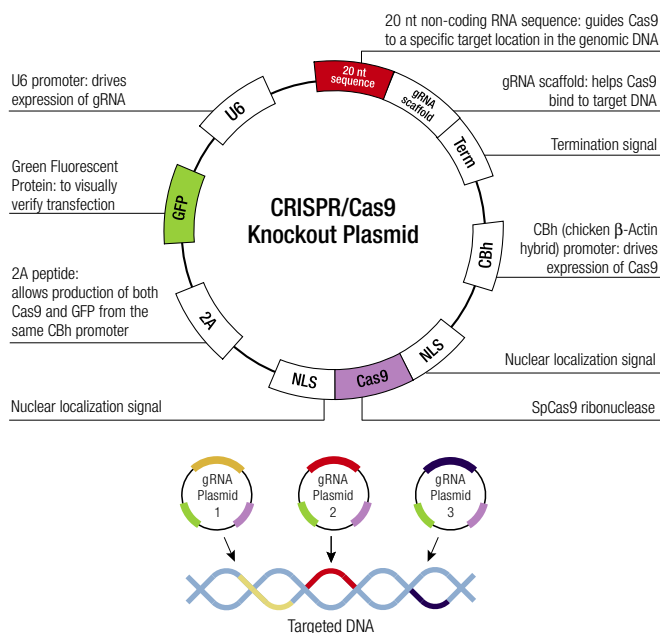 20 nt non-coding RNA sequence: guides Cas9
to a specific target location in the genomic DNA
U6 promoter: drives
expression of gRNA
gRNA scaffold: helps Cas9
bind to target DNA
Termination signal
Green Fluorescent
Protein: to visually
verify transfection
CBh (chicken β-Actin
hybrid) promoter: drives
expression of Cas9
2A peptide:
allows production of both
Cas9 and GFP from the
same CBh promoter
Nuclear localization signal
Nuclear localization signal
SpCas9 ribonuclease
20 nt
sequence
gRNA
scaffold
Term
CBh
NLS
Cas9
NLS
2A
GFP
U6
CRISPR/Cas9
Knockout Plasmid
gRNA
Plasmid
1
gRNA
Plasmid
2
gRNA
Plasmid
3
Targeted DNA